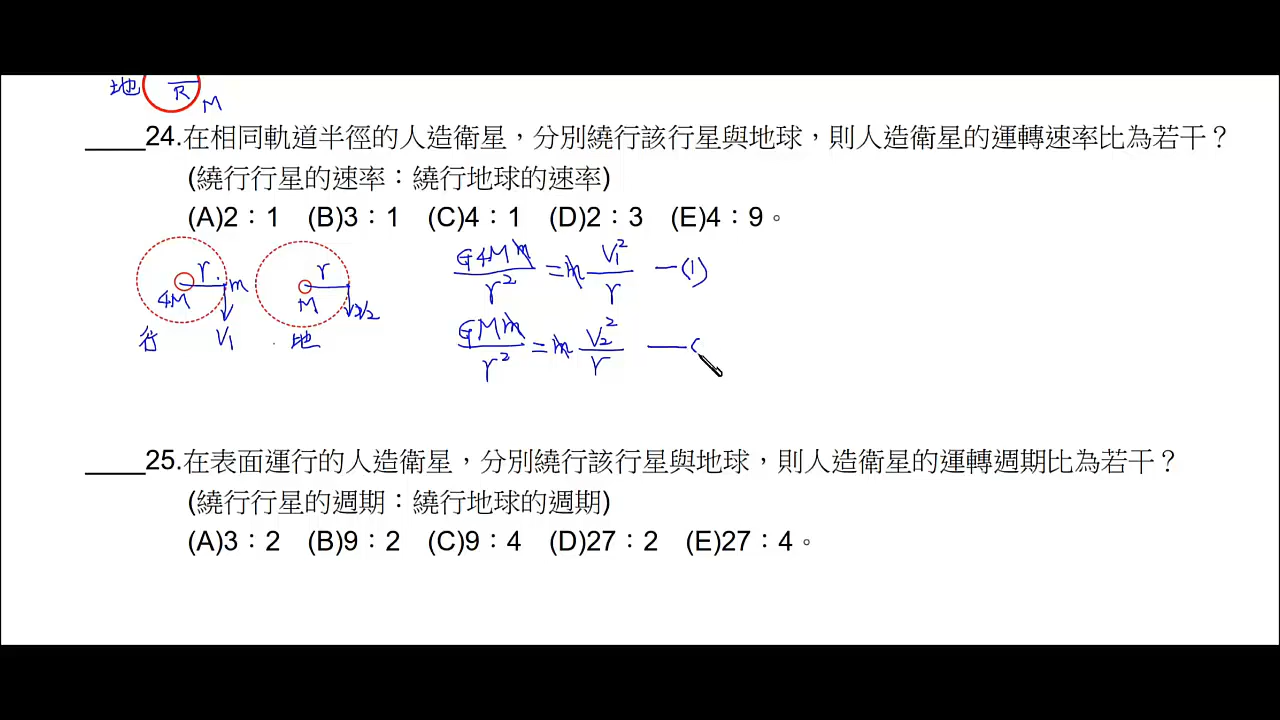 地 R M
____24.在相同軌道半徑的人造衛星，分別繞行該行星與地球，則人造衛星的運轉速率比為若干？
(繞行行星的速率：繞行地球的速率)
(A)2：1 (B)3：1 (C)4：1 (D)2：3 (E)4：9。
4M r m V₁ 行
M r v₂ 地
G4Mm/r² = m V₁²/r —(1)
GMm/r² = m V₂²/r —(
____25.在表面運行的人造衛星，分別繞行該行星與地球，則人造衛星的運轉週期比為若干？
(繞行行星的週期：繞行地球的週期)
(A)3：2 (B)9：2 (C)9：4 (D)27：2 (E)27：4。